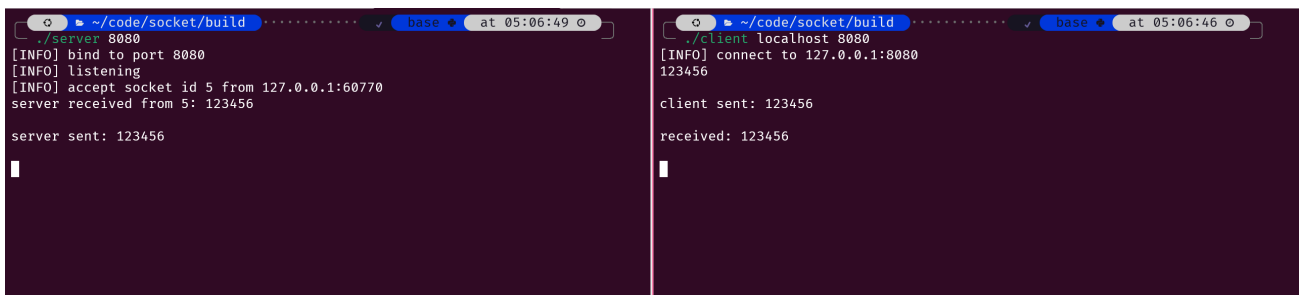 ~/code/socket/build ············ ✓ base at 05:06:49
./server 8080
[INFO] bind to port 8080
[INFO] listening
[INFO] accept socket id 5 from 127.0.0.1:60770
server received from 5: 123456
server sent: 123456
~/code/socket/build ············ ✓ base at 05:06:46
./client localhost 8080
[INFO] connect to 127.0.0.1:8080
123456
client sent: 123456
received: 123456